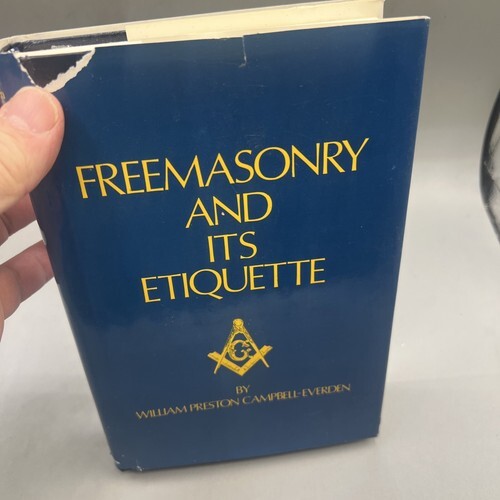 FREEMASONRY
AND
ITS
ETIQUETTE
G
BY
WILLIAM PRESTON CAMPBELL-EVERDEN